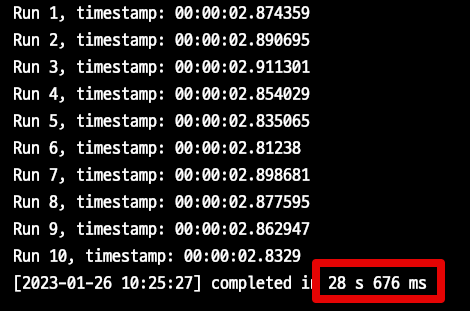 Run 1, timestamp: 00:00:02.874359
Run 2, timestamp: 00:00:02.890695
Run 3, timestamp: 00:00:02.911301
Run 4, timestamp: 00:00:02.854029
Run 5, timestamp: 00:00:02.835065
Run 6, timestamp: 00:00:02.81238
Run 7, timestamp: 00:00:02.898681
Run 8, timestamp: 00:00:02.877595
Run 9, timestamp: 00:00:02.862947
Run 10, timestamp: 00:00:02.8329
[2023-01-26 10:25:27] completed in 28 s 676 ms